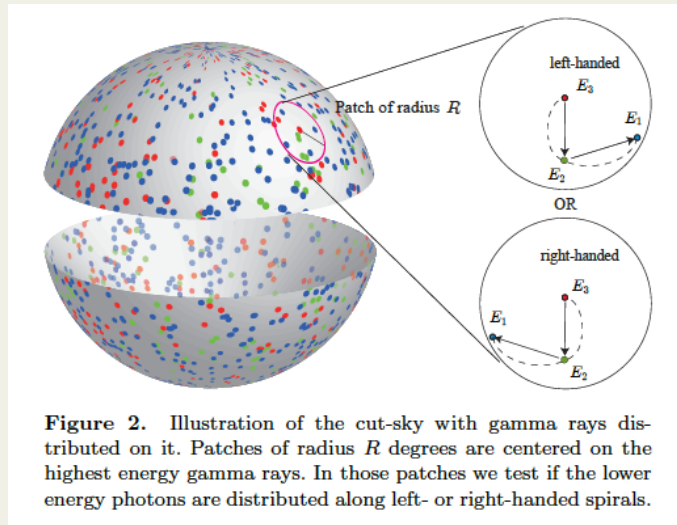 Patch of radius R
left-handed
E3
E1
E2
OR
right-handed
E3
E1
E2
Figure 2. Illustration of the cut-sky with gamma rays dis-
tributed on it. Patches of radius R degrees are centered on the
highest energy gamma rays. In those patches we test if the lower
energy photons are distributed along left- or right-handed spirals.